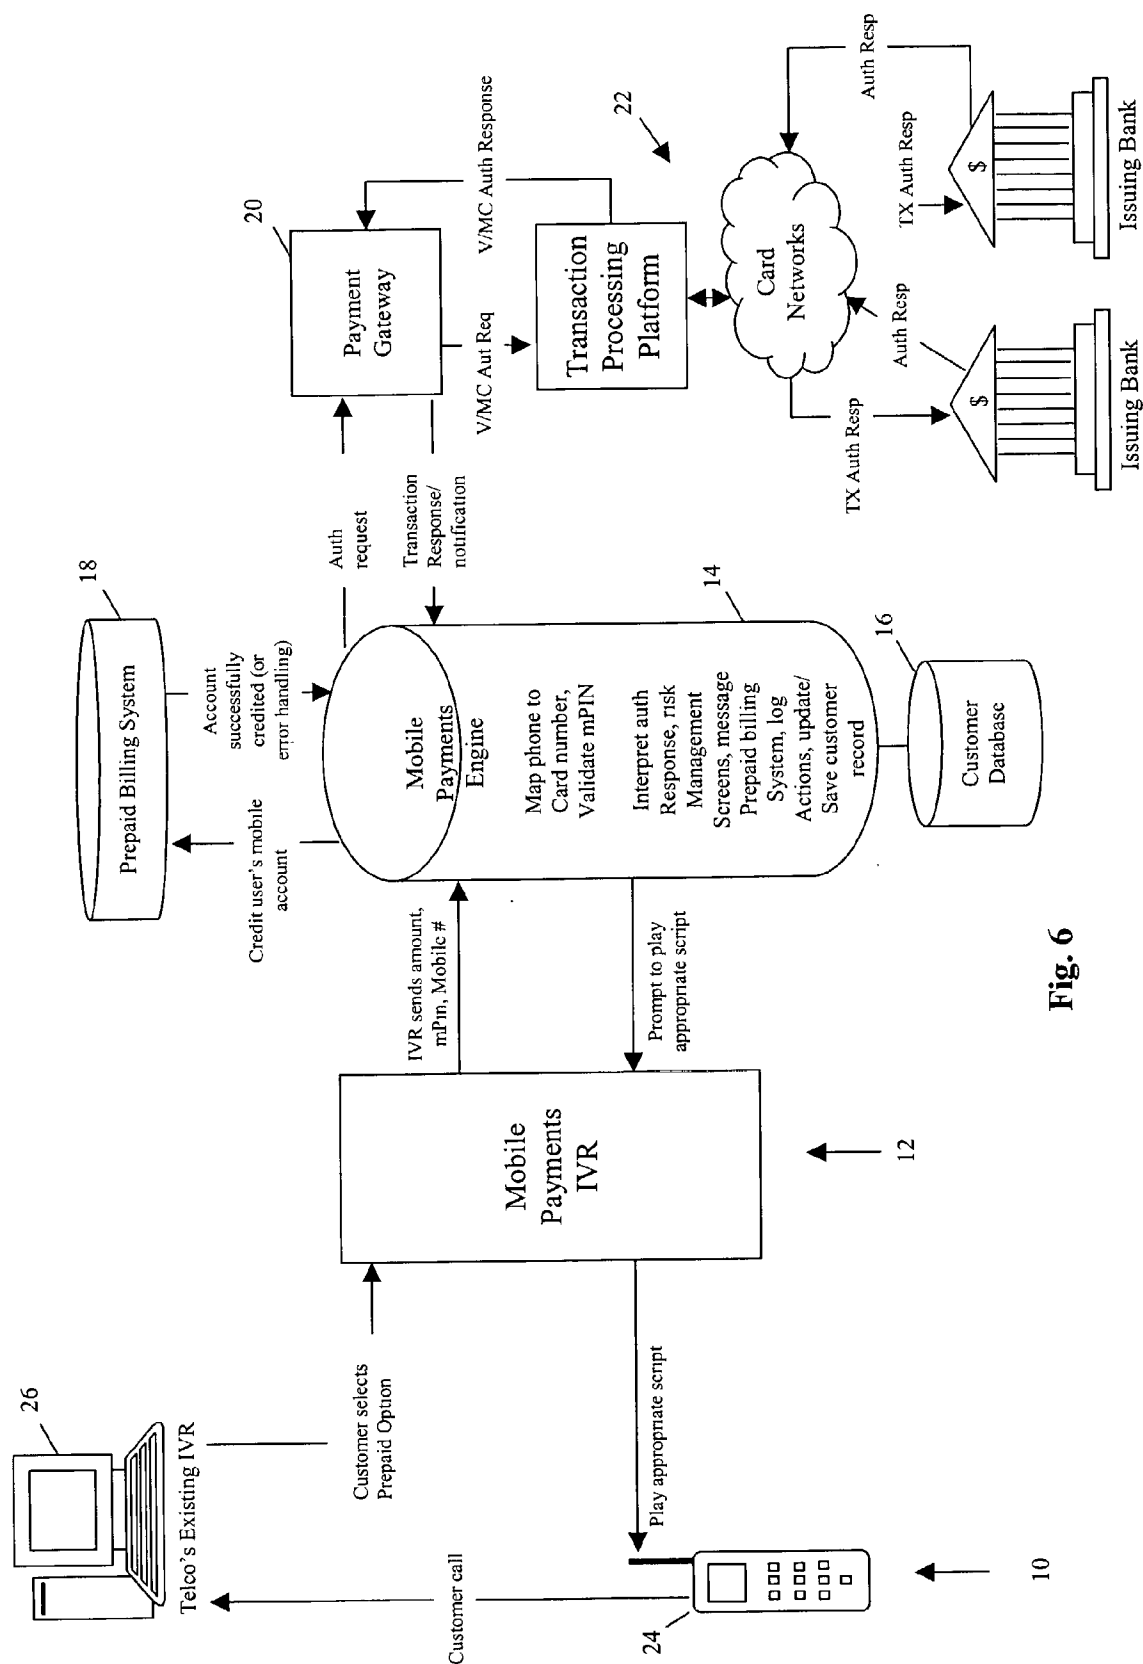 26
Telco's Existing IVR
Customer call
24
10
Customer selects
Prepaid Option
Play appropriate script
Mobile
Payments
IVR
12
IVR sends amount,
mPin, Mobile #
Prompt to play
appropriate script
18
Prepaid Billing System
Credit user's mobile
account
Account
successfully
credited (or
error handling)
Mobile
Payments
Engine
Map phone to
Card number,
Validate mPIN
Interpret auth
Response, risk
Management
Screens, message
Prepaid billing
System, log
Actions, update/
Save customer
record
14
16
Customer
Database
Auth
request
Transaction
Response/
notification
20
Payment
Gateway
V/MC Aut Req
V/MC Auth Response
Transaction
Processing
Platform
22
Card
Networks
TX Auth Resp
Auth Resp
TX Auth Resp
Auth Resp
$
Issuing Bank
$
Issuing Bank
Fig. 6